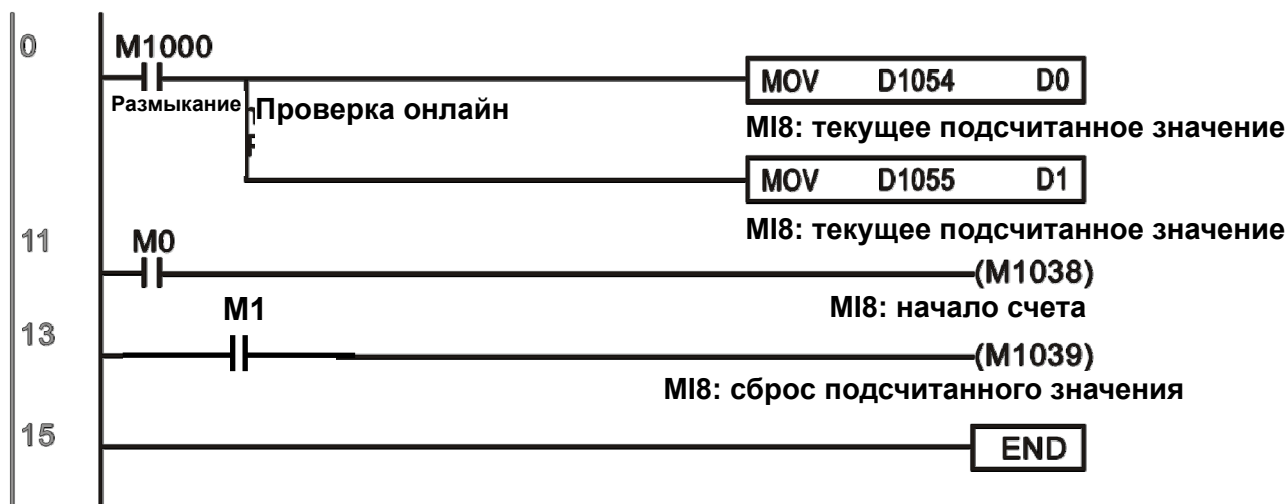 0
M1000
Размыкание
Проверка онлайн
MOV D1054 D0
MI8: текущее подсчитанное значение
MOV D1055 D1
MI8: текущее подсчитанное значение
11
M0
(M1038)
MI8: начало счета
13
M1
(M1039)
MI8: сброс подсчитанного значения
15
END